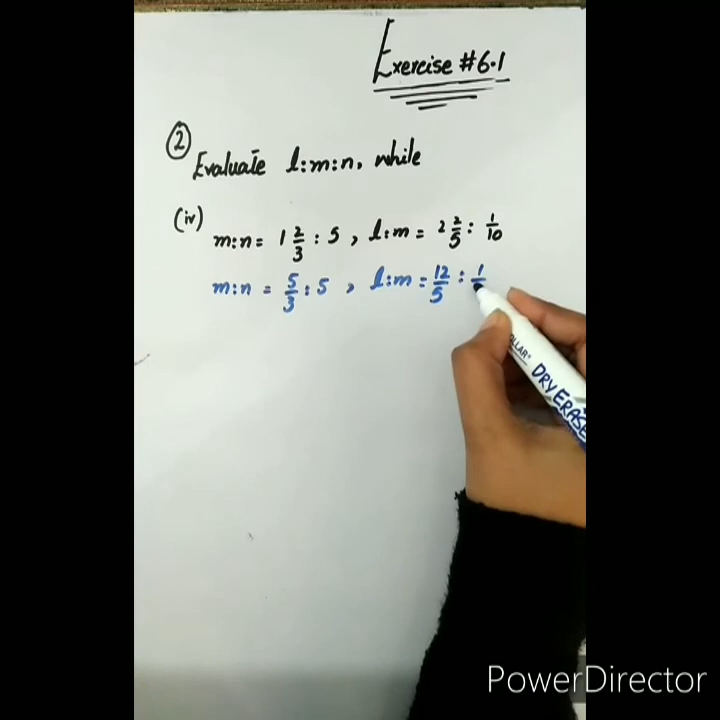 Exercise #6.1
②
Evaluate l:m:n, while
(iv)
m:n = 1 2/3 : 5 , l:m = 2 2/5 : 1/10
m:n = 5/3 : 5 , l:m = 12/5 : 1/
DRY ERASE
PowerDirector